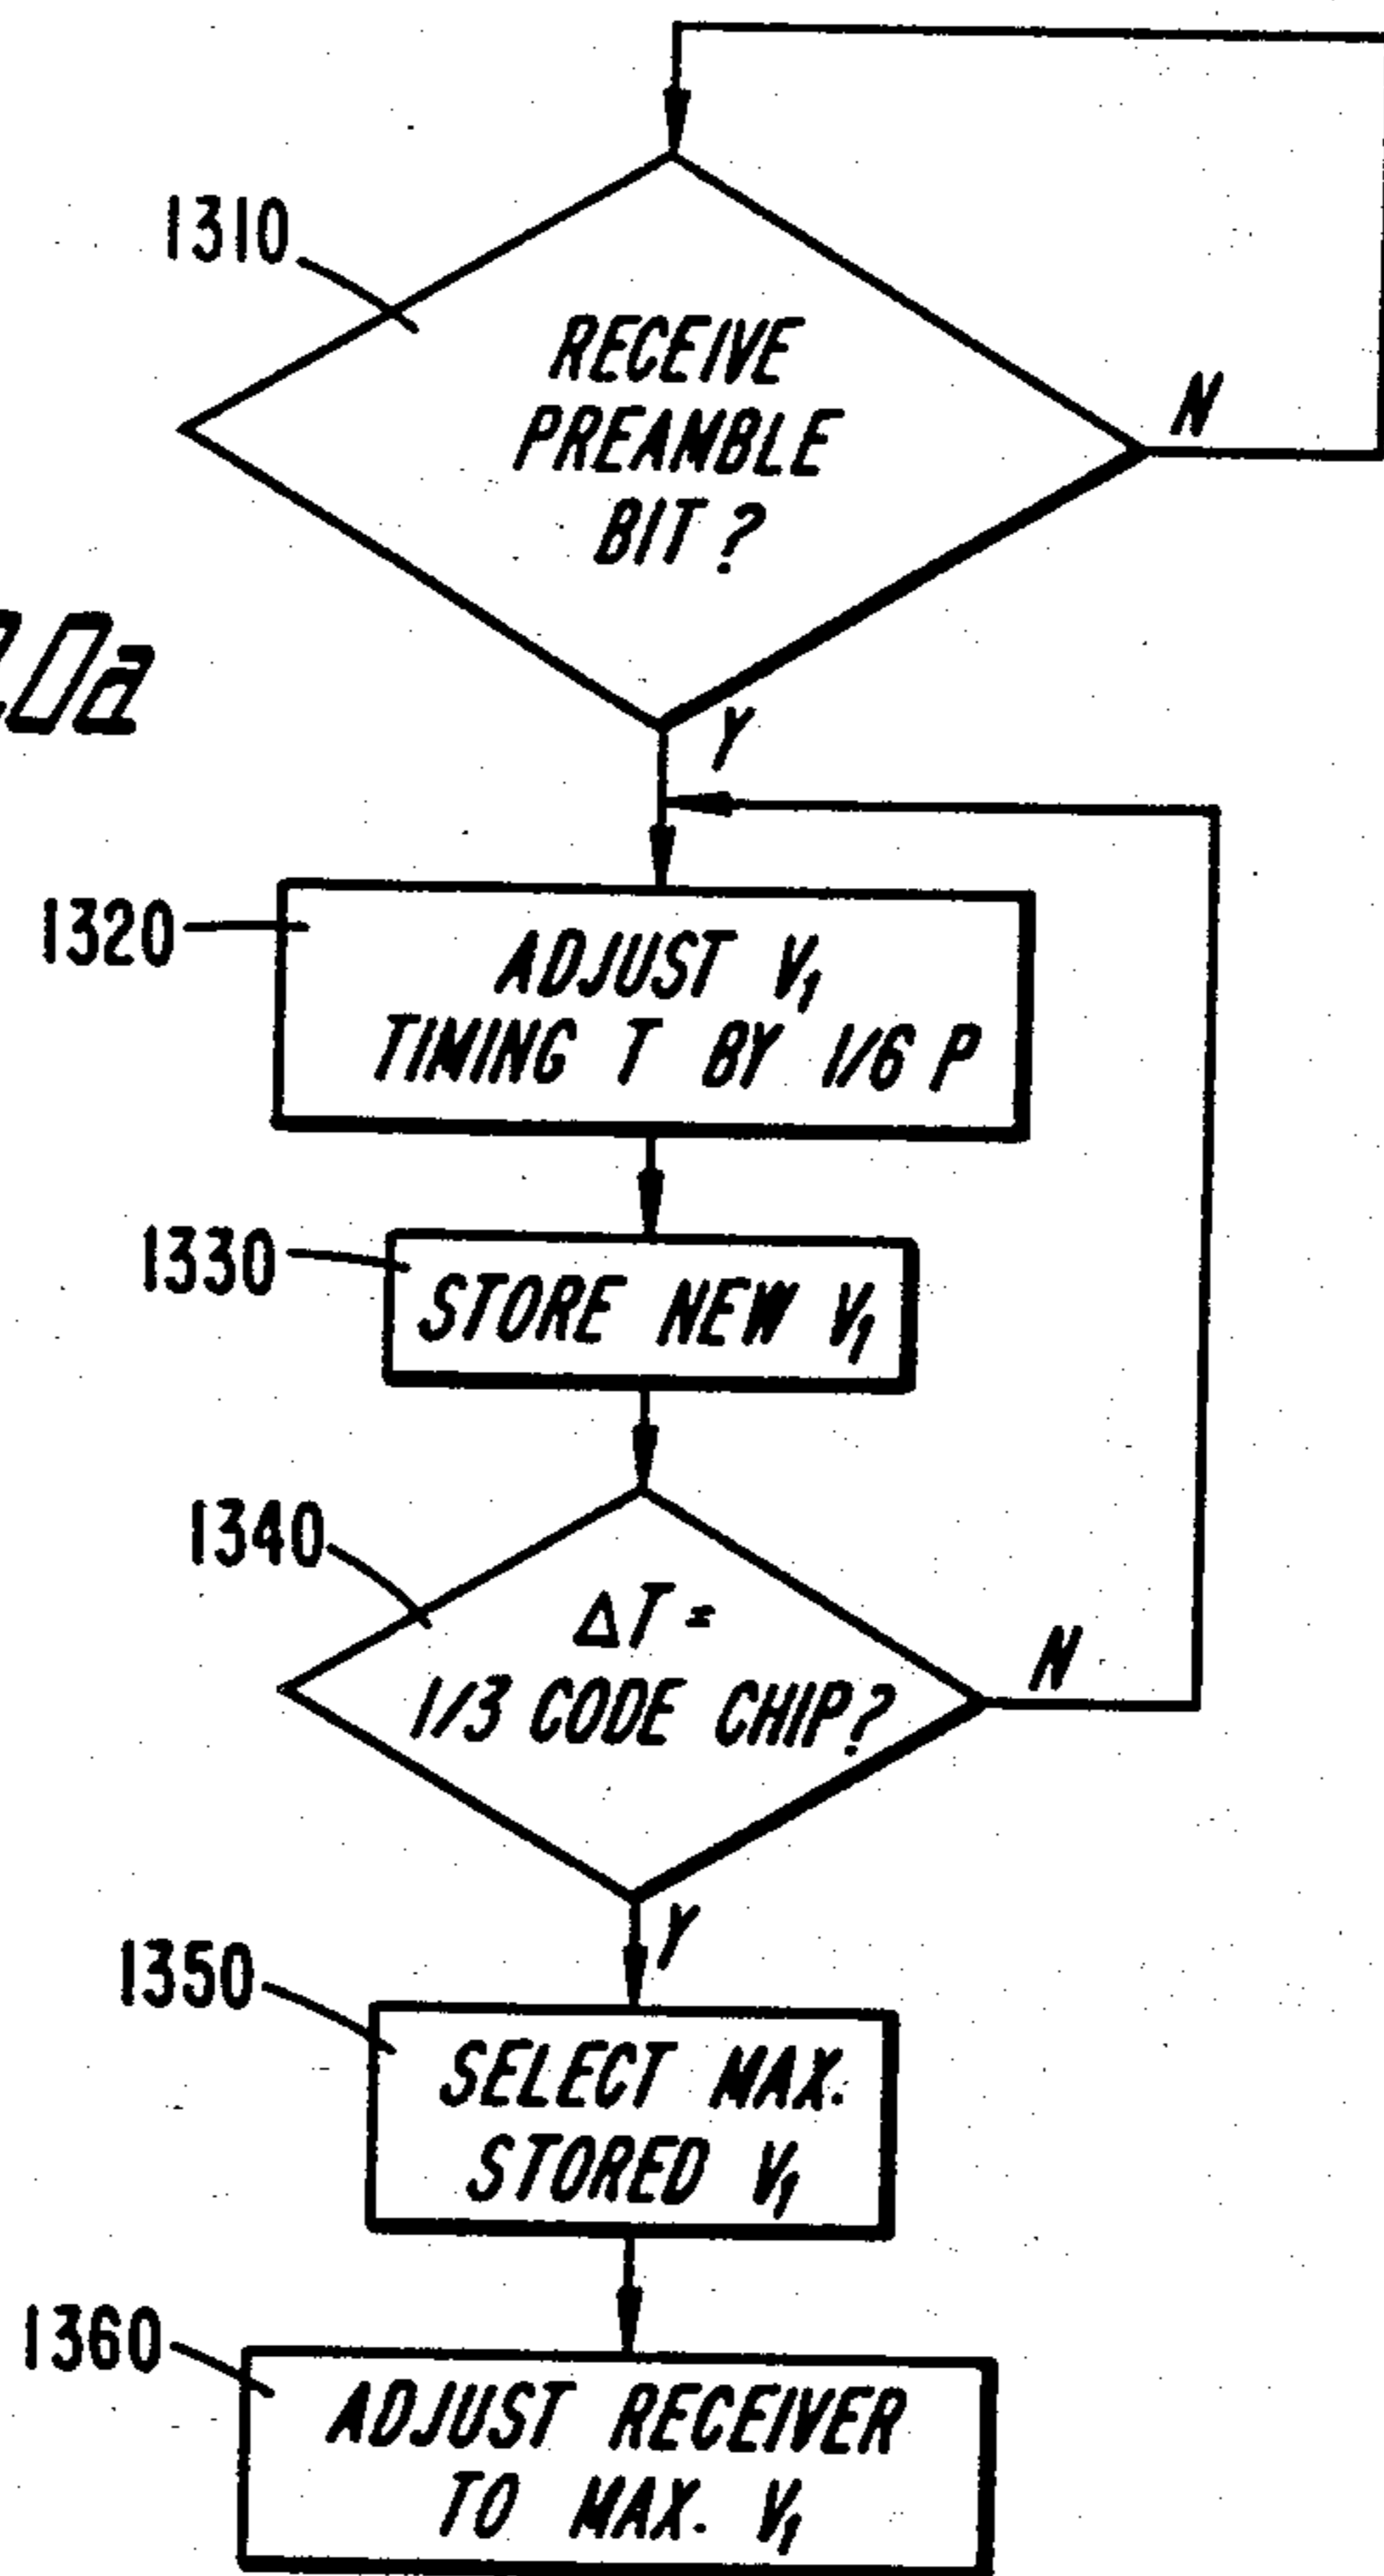 1310
RECEIVE
PREAMBLE
BIT?
N
0a
Y
1320
ADJUST V₁
TIMING T BY 1/6 P
1330
STORE NEW V₁
1340
ΔT =
1/3 CODE CHIP?
N
Y
1350
SELECT MAX.
STORED V₁
1360
ADJUST RECEIVER
TO MAX. V₁